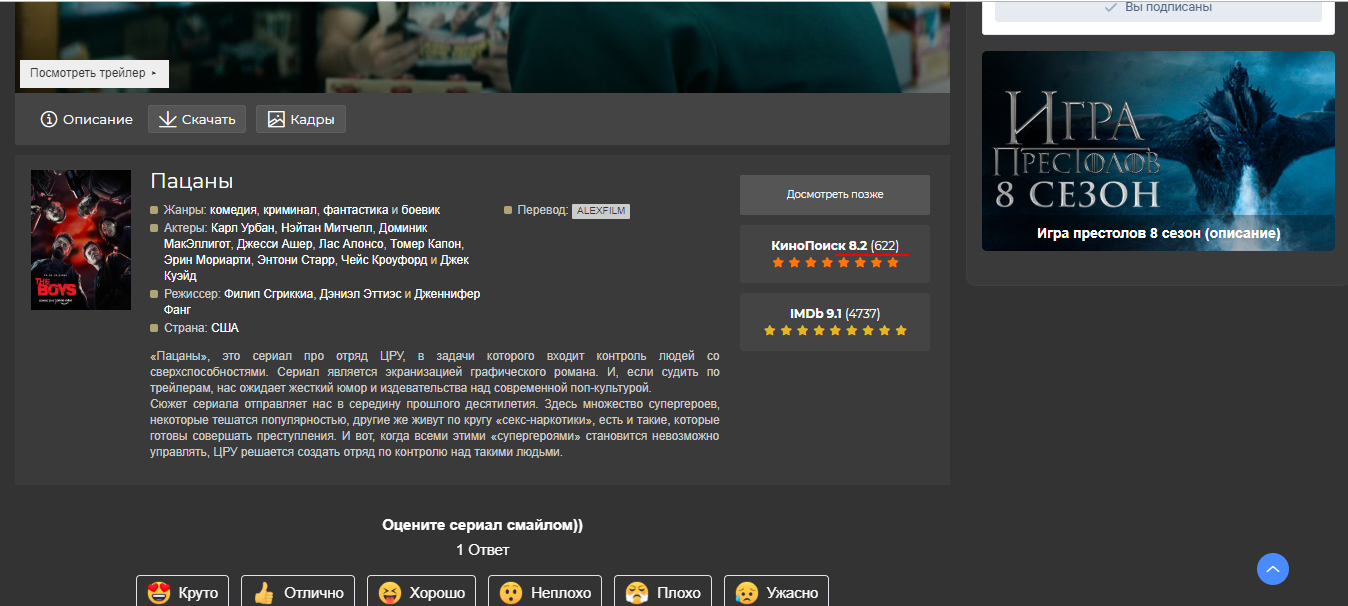 Вы подписаны
Посмотреть трейлер
Описание
Скачать
Кадры
Пацаны
Жанры: комедия, криминал, фантастика и боевик
Актеры: Карл Урбан, Нэйтан Митчелл, Доминик
МакЭллигот, Джесси Ашер, Лас Алонсо, Томер Капон,
Эрин Мориарти, Энтони Старр, Чейс Кроуфорд и Джек
Куэйд
Режиссер: Филип Сгриккиа, Дэниэл Эттиэс и Дженнифер
Фанг
Страна: США
Перевод: ALEXFILM
THE BOYS
«Пацаны», это сериал про отряд ЦРУ, в задачи которого входит контроль людей со
сверхспособностями. Сериал является экранизацией графического романа. И, если судить по
трейлерам, нас ожидает жесткий юмор и издевательства над современной поп-культурой.
Сюжет сериала отправляет нас в середину прошлого десятилетия. Здесь множество супергероев,
некоторые тешатся популярностью, другие же живут по кругу «секс-наркотики», есть и такие, которые
готовы совершать преступления. И вот, когда всеми этими «супергероями» становится невозможно
управлять, ЦРУ решается создать отряд по контролю над такими людьми.
Досмотреть позже
КиноПоиск 8.2 (622)
IMDb 9.1 (4737)
Игра
Престолов
8 сезон
Игра престолов 8 сезон (описание)
Оцените сериал смайлом))
1 Ответ
Круто
Отлично
Хорошо
Неплохо
Плохо
Ужасно